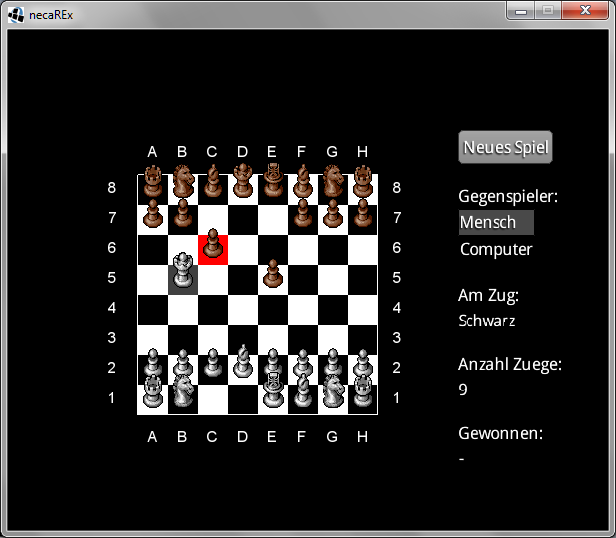 necaREx
A B C D E F G H
8 8
7 7
6 6
5 5
4 4
3 3
2 2
1 1
A B C D E F G H
Neues Spiel
Gegenspieler:
Mensch
Computer
Am Zug:
Schwarz
Anzahl Zuege:
9
Gewonnen:
-